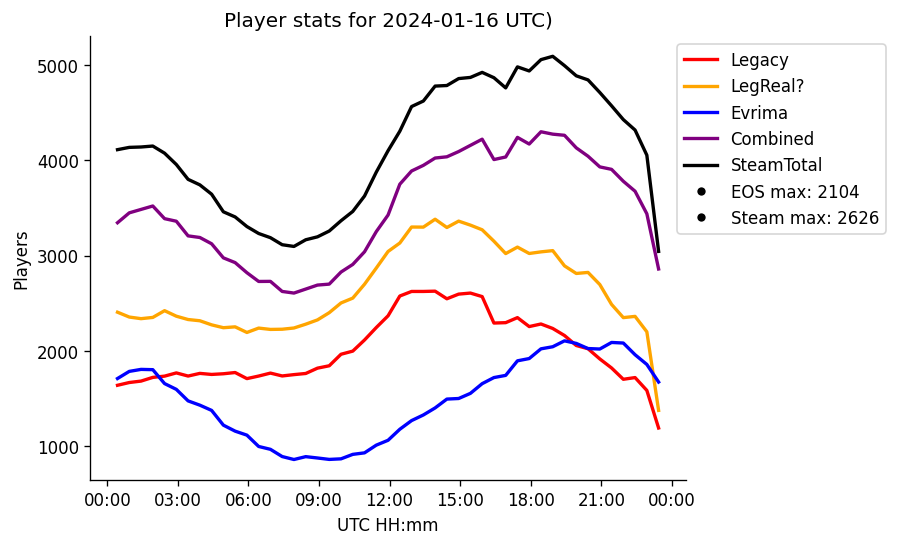 Player stats for 2024-01-16 UTC)
Players
5000
4000
3000
2000
1000
00:00 03:00 06:00 09:00 12:00 15:00 18:00 21:00 00:00
UTC HH:mm
Legacy
LegReal?
Evrima
Combined
SteamTotal
EOS max: 2104
Steam max: 2626